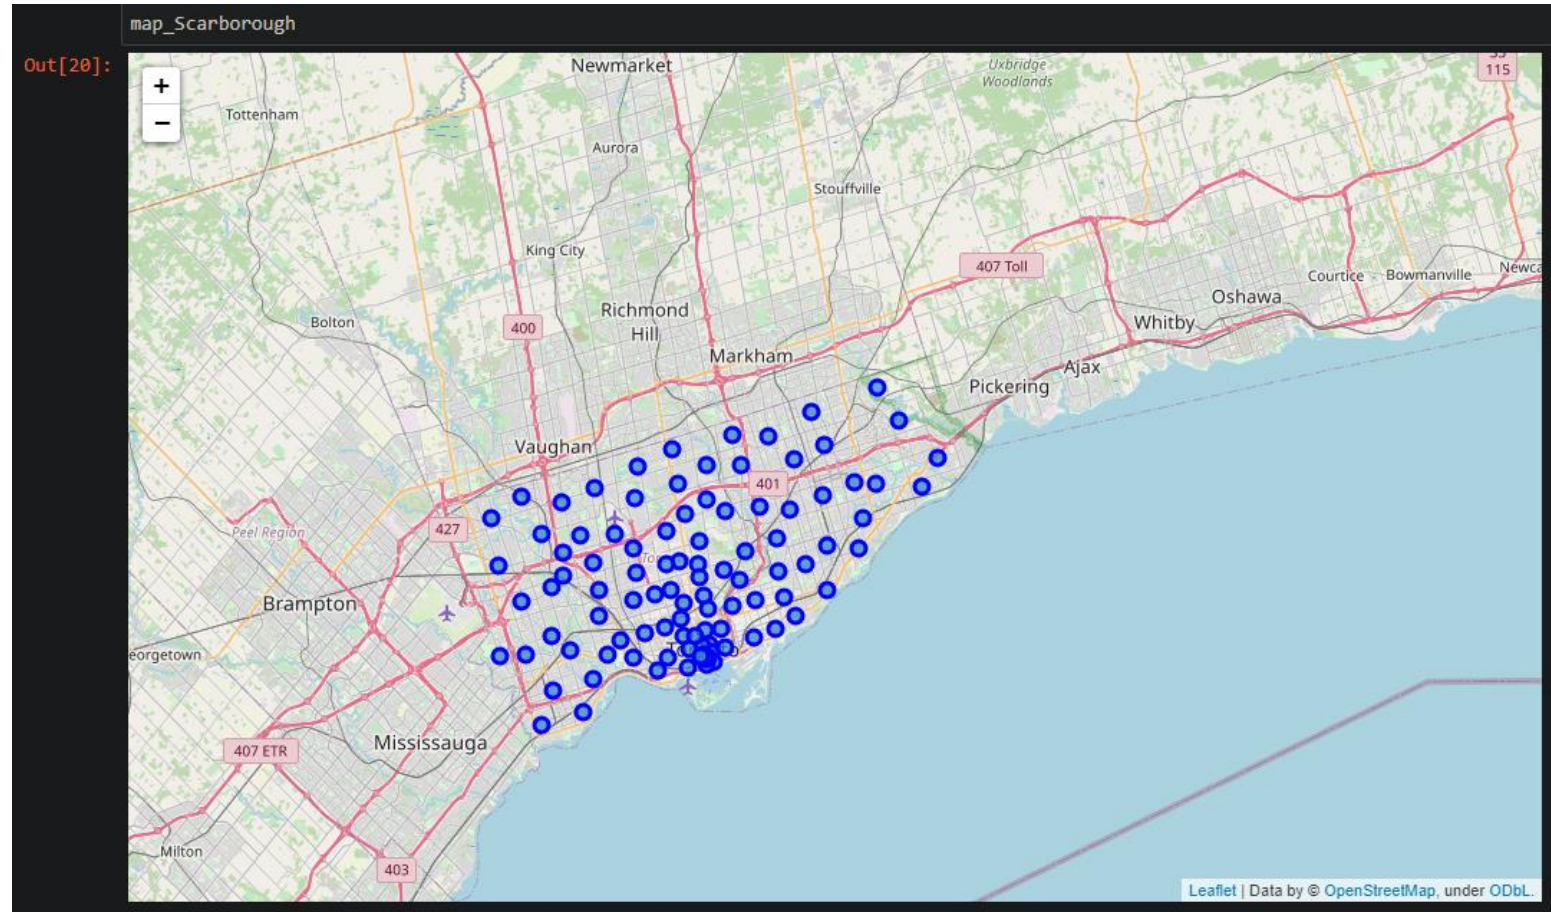 map_Scarborough
Out[20]:
+
−
Newmarket
Uxbridge
Woodlands
115
Tottenham
Aurora
Stouffville
King City
407 Toll
Courtice
Bowmanville
Newca
Oshawa
Richmond
Hill
Bolton
400
Whitby
Markham
Ajax
Pickering
Vaughan
401
427
Peel Region
Brampton
eorgetown
Mississauga
407 ETR
Milton
403
Leaflet | Data by © OpenStreetMap, under ODbL.